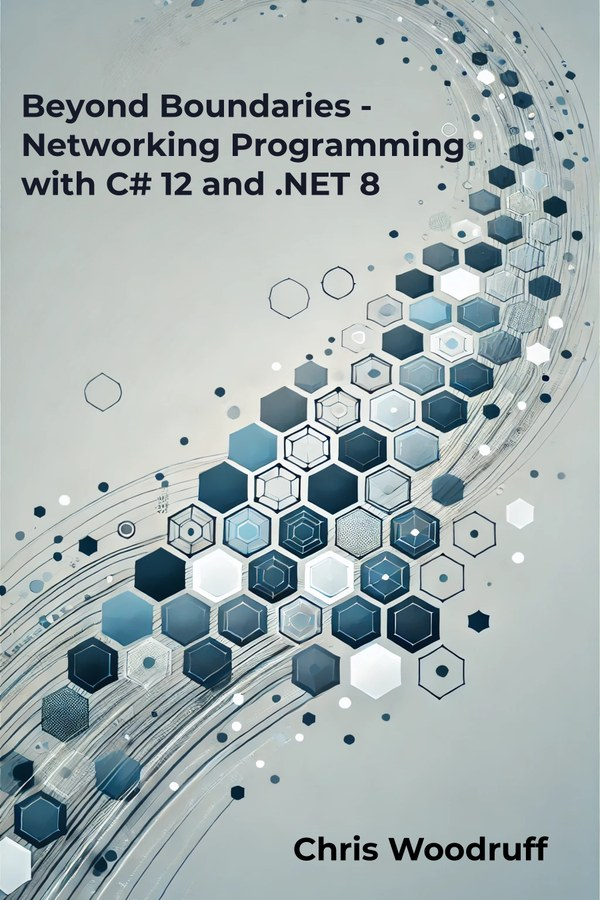 Beyond Boundaries -
Networking Programming
with C# 12 and .NET 8
Chris Woodruff